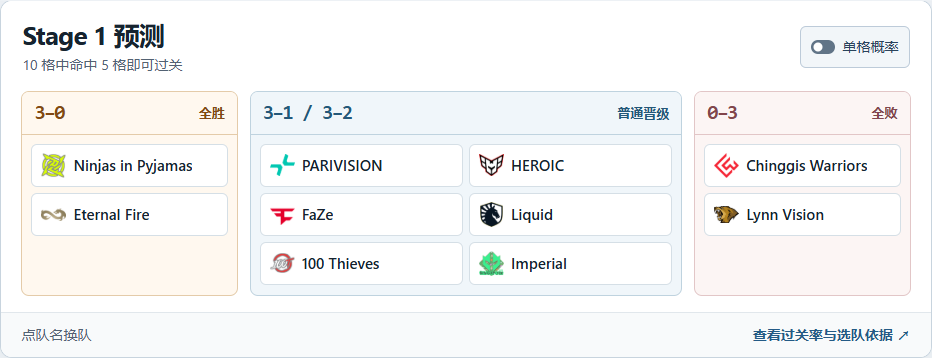 Stage 1 预测
10 格中命中 5 格即可过关
单格概率
3–0 全胜
Ninjas in Pyjamas
Eternal Fire
3–1 / 3–2 普通晋级
PARIVISION
HEROIC
FaZe
Liquid
100 Thieves
Imperial
0–3 全败
Chinggis Warriors
Lynn Vision
点队名换队
查看过关率与选队依据 ↗